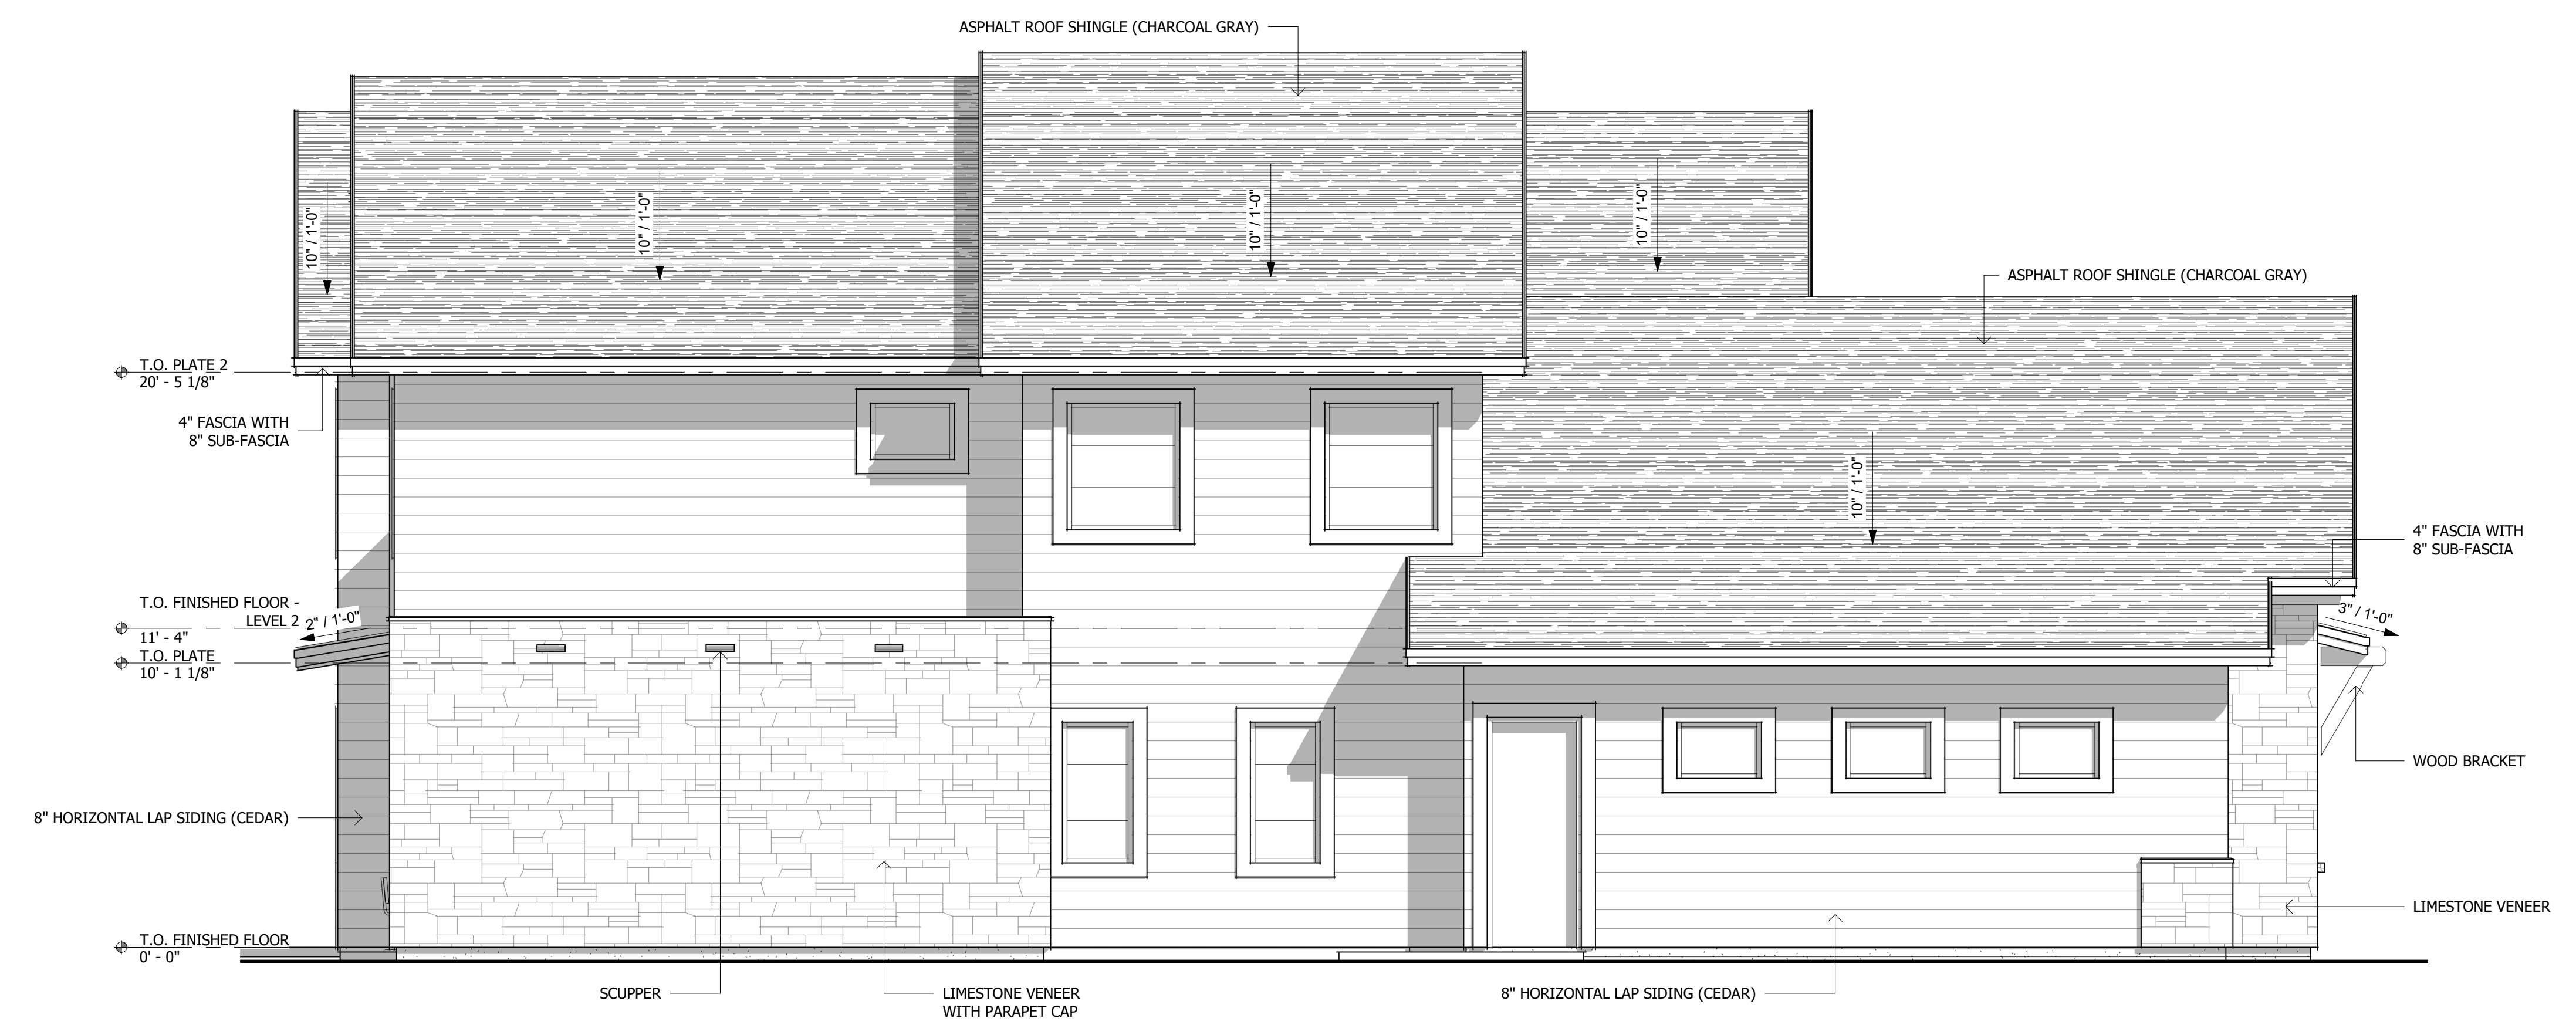 ASPHALT ROOF SHINGLE (CHARCOAL GRAY)
10" / 1'-0"
10" / 1'-0"
10" / 1'-0"
10" / 1'-0"
ASPHALT ROOF SHINGLE (CHARCOAL GRAY)
T.O. PLATE 2
20' - 5 1/8"
4" FASCIA WITH
8" SUB-FASCIA
10" / 1'-0"
4" FASCIA WITH
8" SUB-FASCIA
T.O. FINISHED FLOOR -
LEVEL 2
11' - 4"
2" / 1'-0"
3" / 1'-0"
T.O. PLATE
10' - 1 1/8"
WOOD BRACKET
8" HORIZONTAL LAP SIDING (CEDAR)
LIMESTONE VENEER
T.O. FINISHED FLOOR
0' - 0"
SCUPPER
LIMESTONE VENEER
WITH PARAPET CAP
8" HORIZONTAL LAP SIDING (CEDAR)